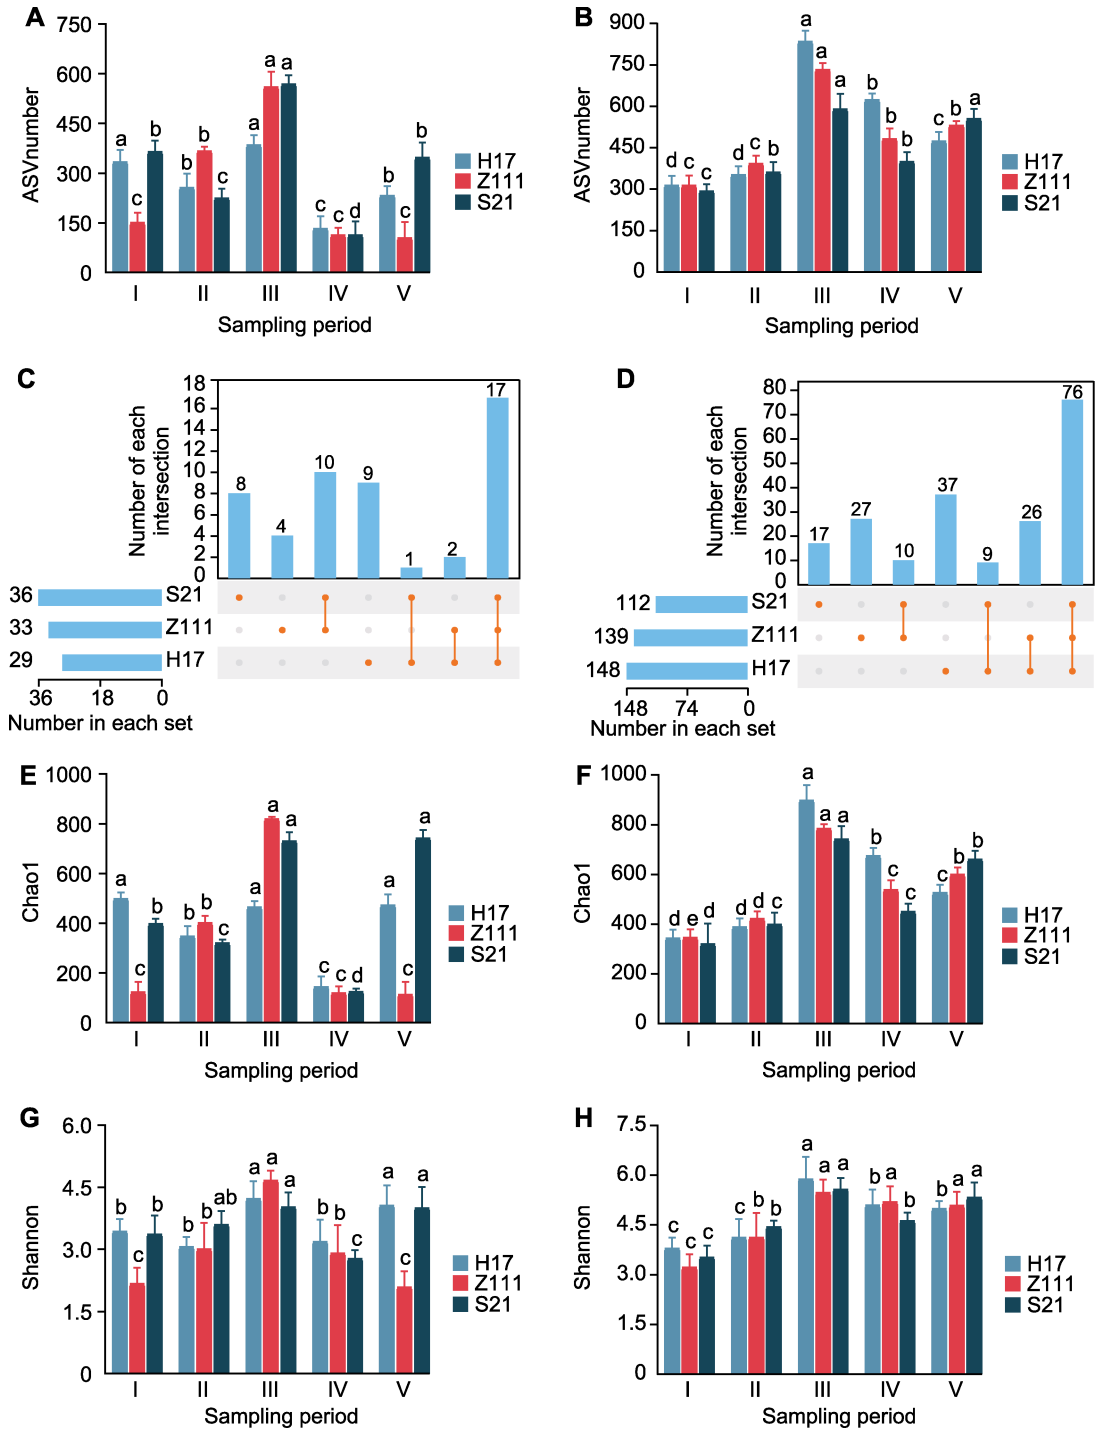 A
750
600
450
300
150
0
ASVnumber
a
c
b
b
b
c
a
a
a
c
c
d
b
c
b
I
II
III
IV
V
Sampling period
H17
Z111
S21
B
900
750
600
450
300
150
0
ASVnumber
d
c
c
d
c
b
a
a
a
b
b
b
c
b
a
I
II
III
IV
V
Sampling period
H17
Z111
S21
C
18
16
14
12
10
8
6
4
2
0
Number of each
intersection
8
4
10
9
1
2
17
36
S21
33
Z111
29
H17
36
18
0
Number in each set
D
80
70
60
50
40
30
20
10
0
Number of each
intersection
17
27
10
37
9
26
76
112
S21
139
Z111
148
H17
148
74
0
Number in each set
E
1000
800
600
400
200
0
Chao1
a
c
b
b
b
c
a
a
a
c
c
d
a
c
a
I
II
III
IV
V
Sampling period
H17
Z111
S21
F
1000
800
600
400
200
0
Chao1
d
e
d
d
d
c
a
a
a
b
c
c
c
b
b
I
II
III
IV
V
Sampling period
H17
Z111
S21
G
6.0
4.5
3.0
1.5
0
Shannon
b
c
b
b
b
ab
a
a
a
b
b
c
a
c
a
I
II
III
IV
V
Sampling period
H17
Z111
S21
H
7.5
6.0
4.5
3.0
1.5
0
Shannon
c
c
c
c
b
b
a
a
a
b
a
b
b
a
a
I
II
III
IV
V
Sampling period
H17
Z111
S21